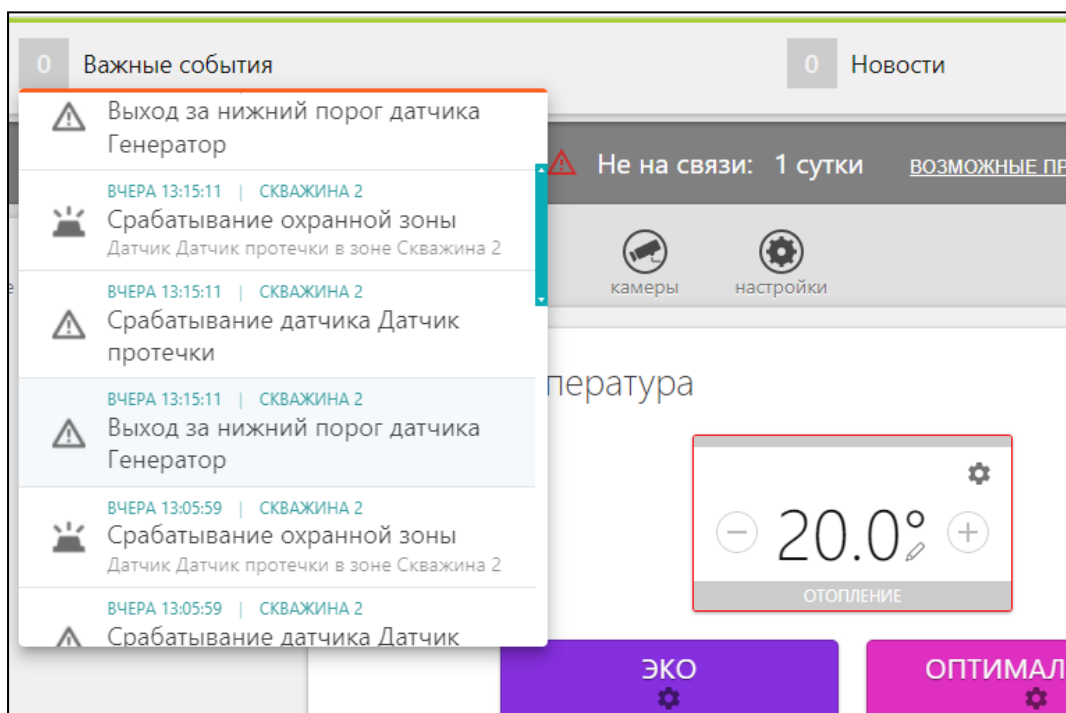 0 Важные события
0 Новости
Выход за нижний порог датчика
Генератор
ВЧЕРА 13:15:11 | СКВАЖИНА 2
Срабатывание охранной зоны
Датчик Датчик протечки в зоне Скважина 2
ВЧЕРА 13:15:11 | СКВАЖИНА 2
Срабатывание датчика Датчик
протечки
ВЧЕРА 13:15:11 | СКВАЖИНА 2
Выход за нижний порог датчика
Генератор
ВЧЕРА 13:05:59 | СКВАЖИНА 2
Срабатывание охранной зоны
Датчик Датчик протечки в зоне Скважина 2
ВЧЕРА 13:05:59 | СКВАЖИНА 2
Срабатывание датчика Датчик
Не на связи: 1 сутки ВОЗМОЖНЫЕ ПР
е
камеры настройки
пература
20.0°
ОТОПЛЕНИЕ
ЭКО
ОПТИМАЛ